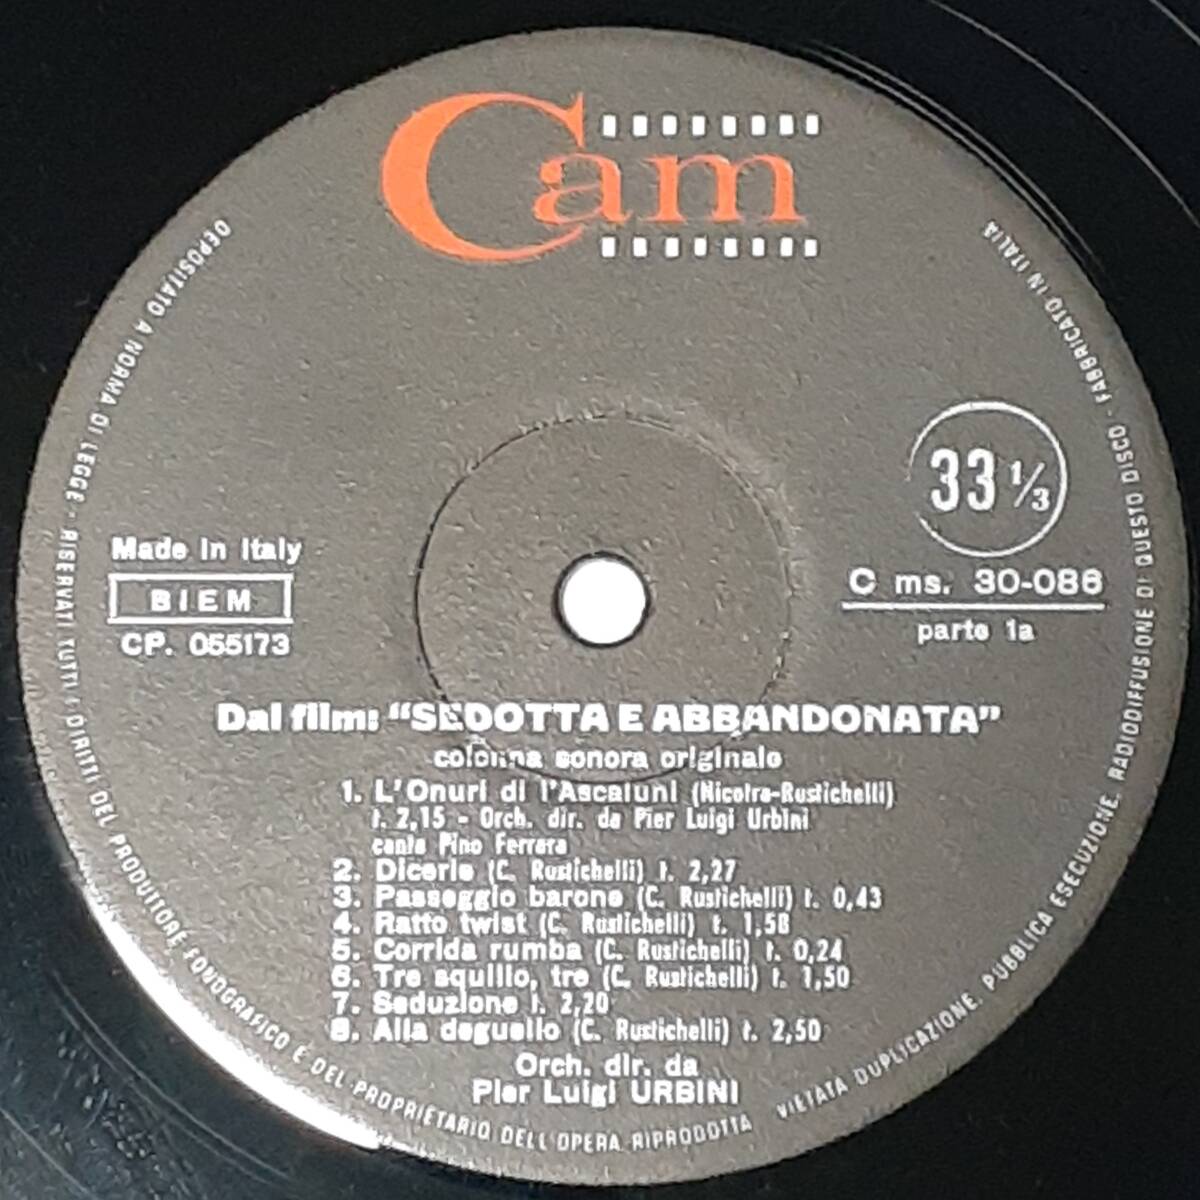 Cam
DEPOSITATO A NORMA DI LEGGE - RISERVATI TUTTI I DIRITTI DEL PRODUTTORE FONOGRAFICO E DEL PROPRIETARIO DELL'OPERA RIPRODOTTA
VIETATA DUPLICAZIONE, PUBBLICA ESECUZIONE, RADIODIFFUSIONE DI QUESTO DISCO - FABBRICATO IN ITALIA
33 1/3
Made in Italy
BIEM
CP. 055173
C ms. 30-086
parte 1a
Dal film: "SEDOTTA E ABBANDONATA"
colonna sonora originale
1. L'Onuri di l'Ascaluni (Nicotra-Rustichelli)
t. 2,15 - Orch. dir. da Pier Luigi Urbini
canta Pino Ferrara
2. Dicerie (C. Rustichelli) t. 2,27
3. Passeggio barone (C. Rustichelli) t. 0,43
4. Ratto twist (C. Rustichelli) t. 1,58
5. Corrida rumba (C. Rustichelli) t. 0,24
6. Tre squillo, tre (C. Rustichelli) t. 1,50
7. Seduzione t. 2,20
8. Alla deguello (C. Rustichelli) t. 2,50
Orch. dir. da
Pier Luigi URBINI